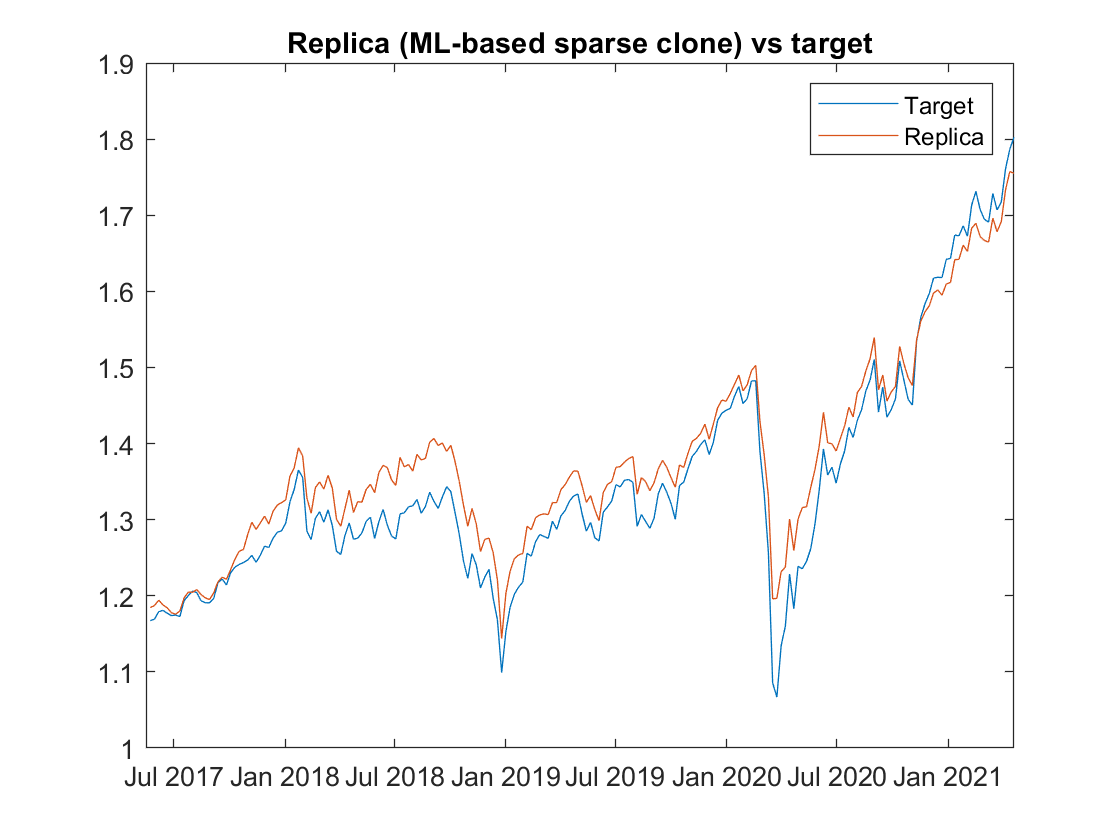 Replica (ML-based sparse clone) vs target
1.9
1.8
1.7
1.6
1.5
1.4
1.3
1.2
1.1
1
Target
Replica
Jul 2017 Jan 2018 Jul 2018 Jan 2019 Jul 2019 Jan 2020 Jul 2020 Jan 2021